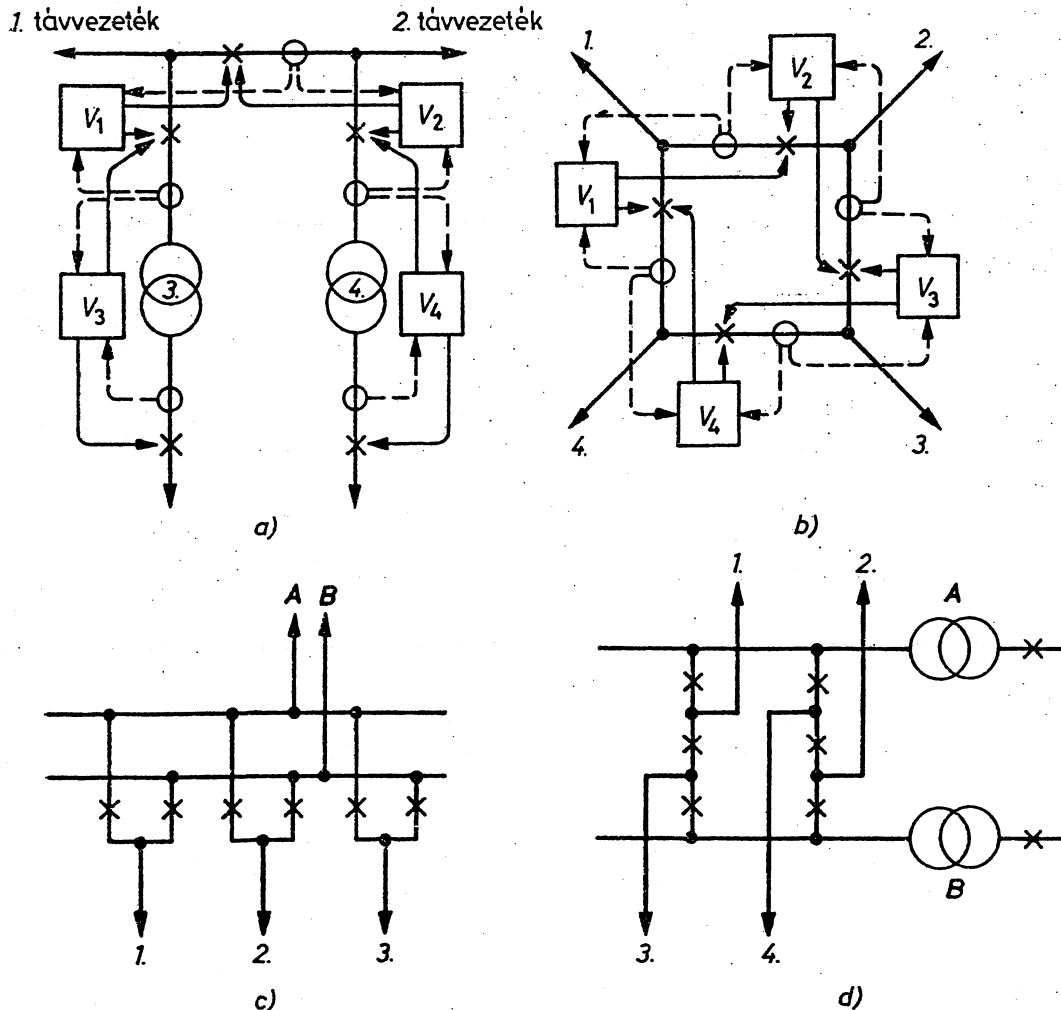 1. távvezeték
2. távvezeték
V1
V2
V3
3.
4.
V4
a)
1.
2.
V2
V1
V3
V4
4.
3.
b)
A B
1.
2.
3.
c)
1.
2.
A
B
3.
4.
d)